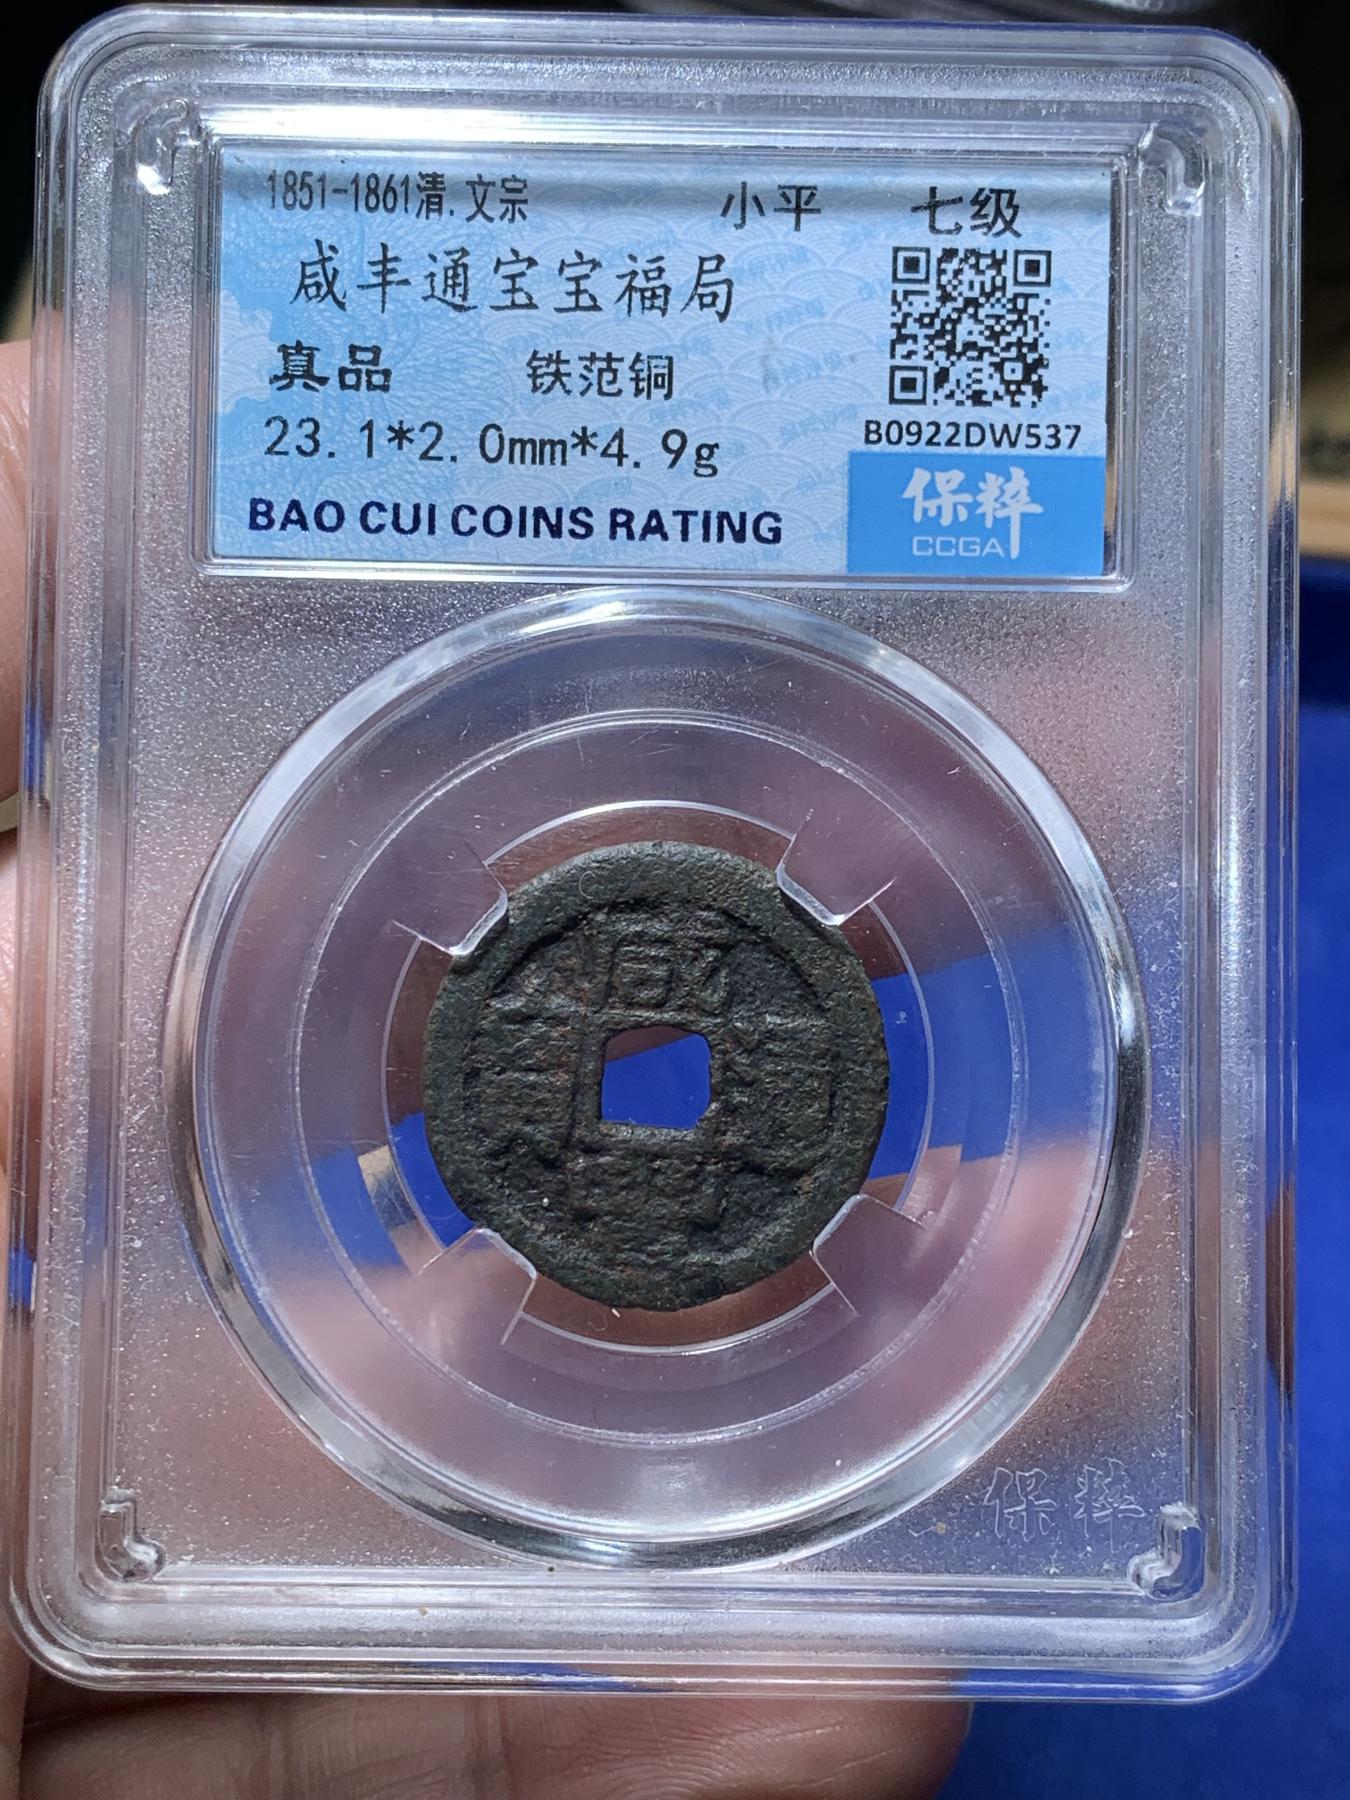 1851-1861清.文宗 小平 七级
咸丰通宝宝福局
真品 铁范铜
23.1*2.0mm*4.9g
B0922DW537
BAO CUI COINS RATING
保粹
CCGA
咸
保粹